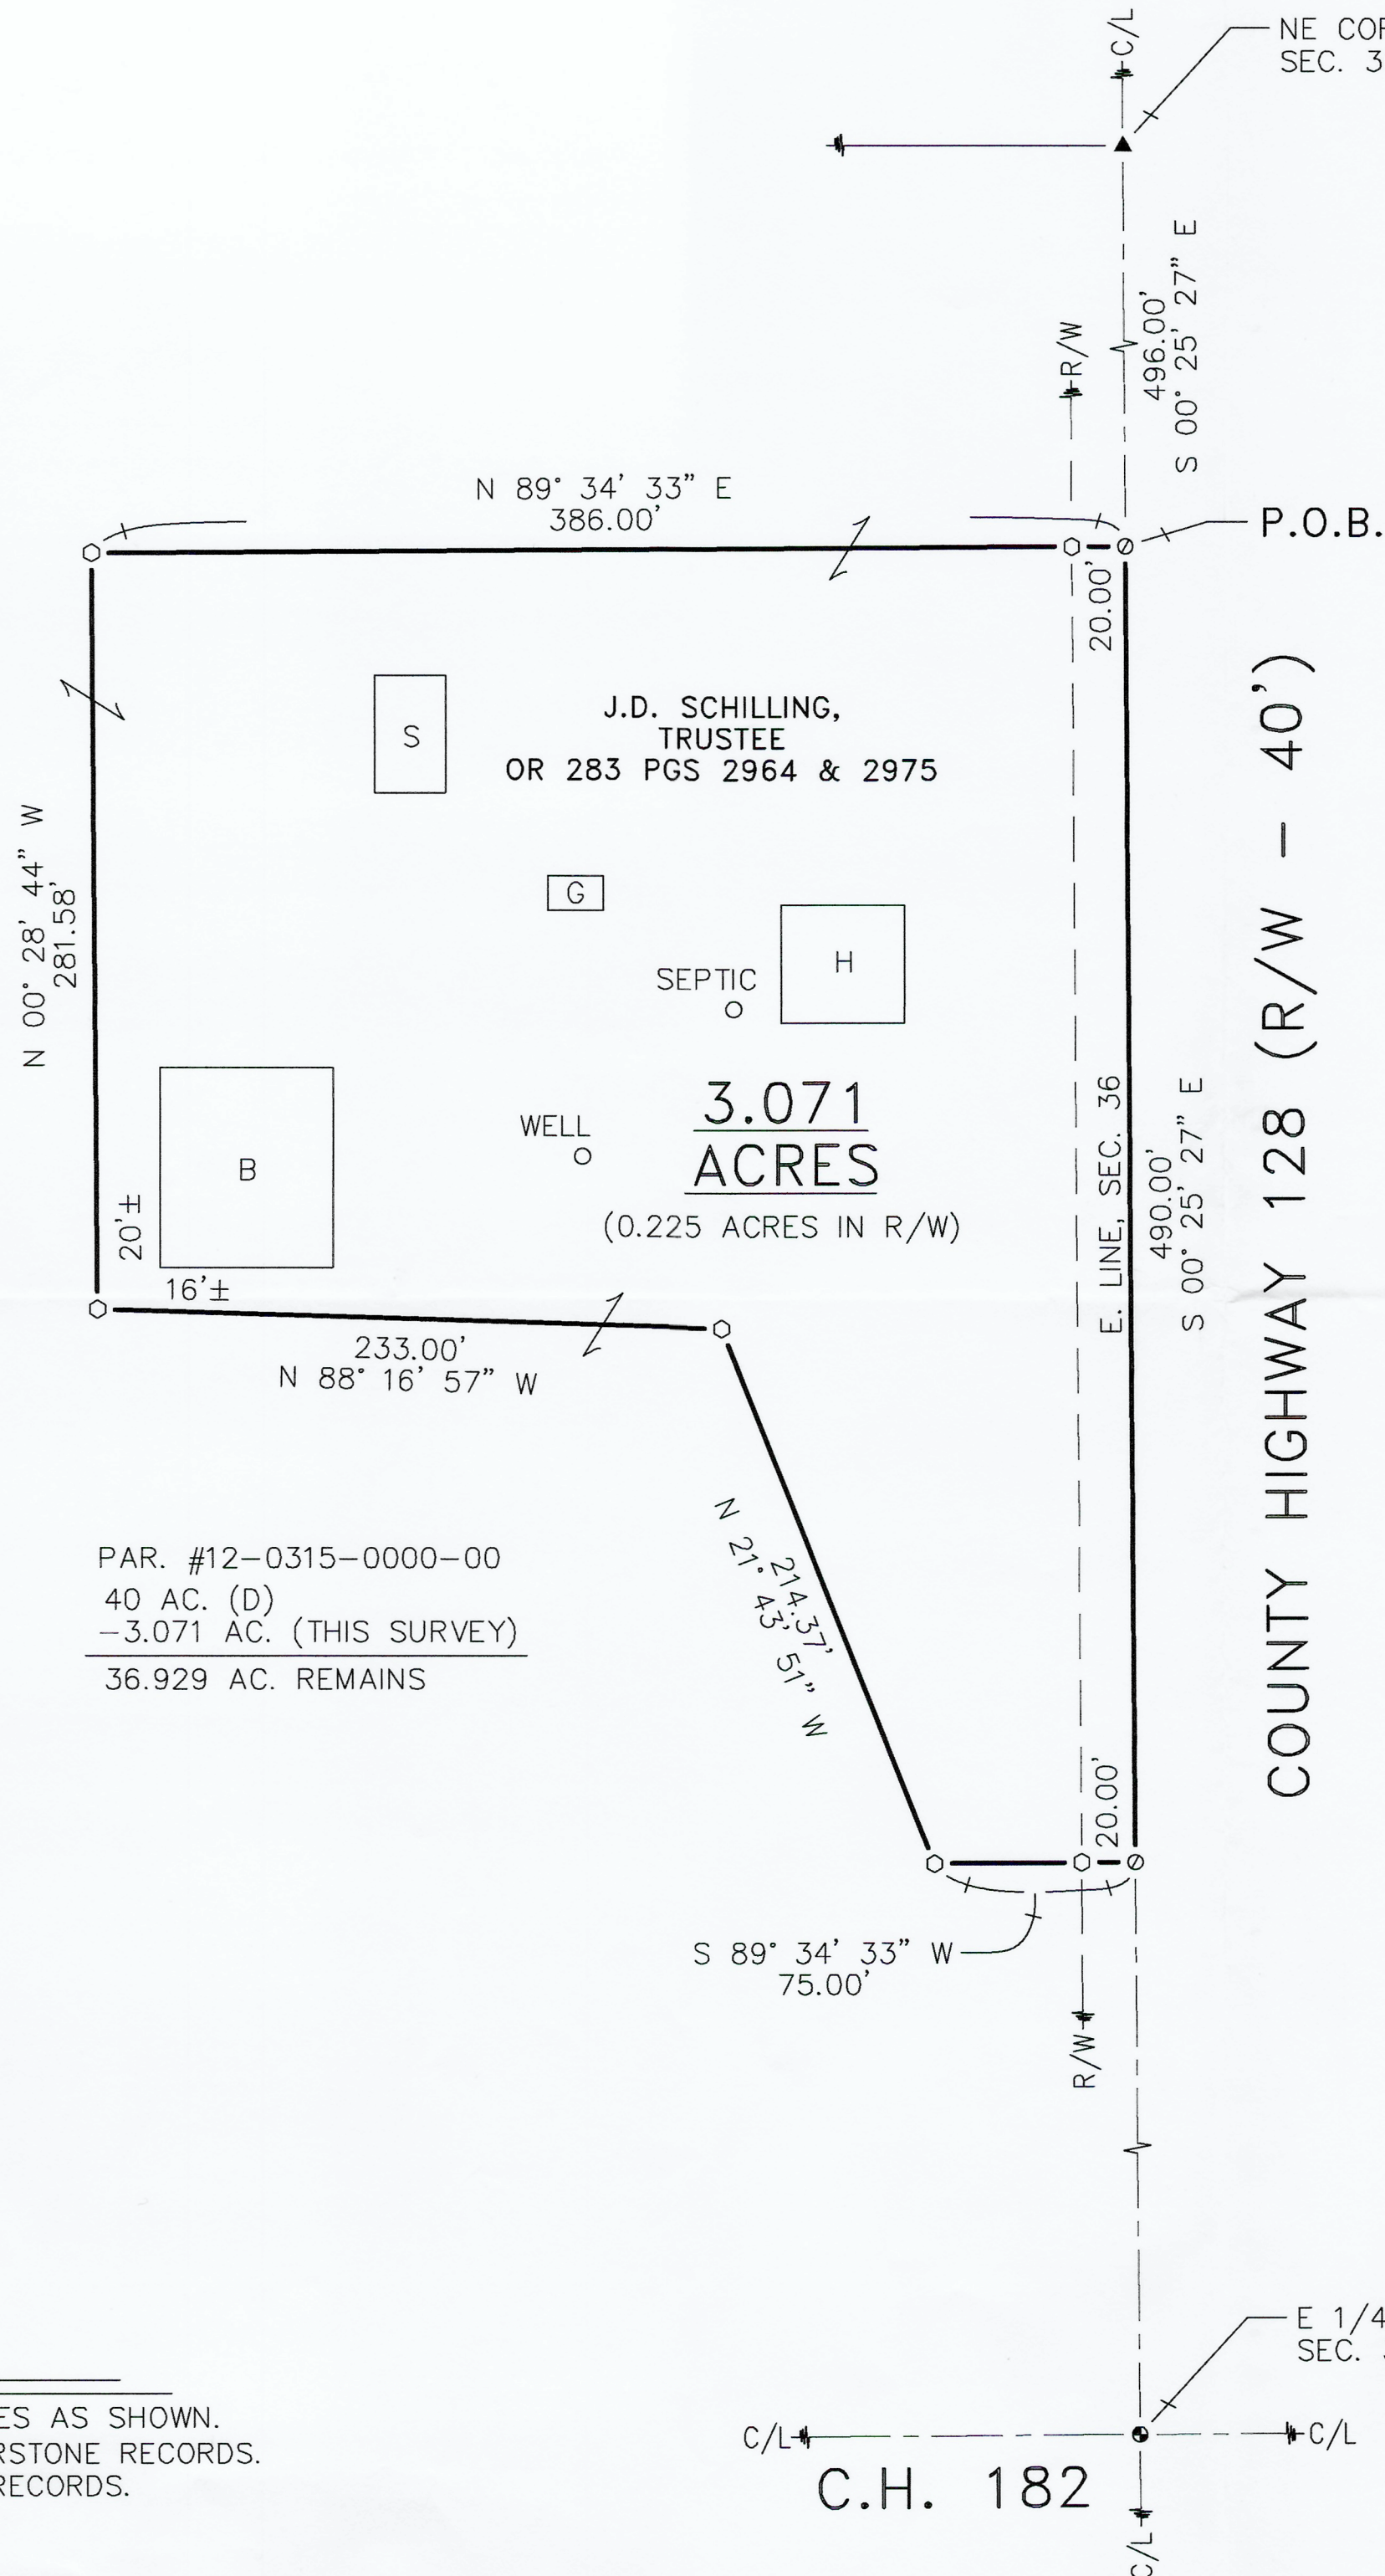 C/L
NE COR
SEC. 3
496.00'
S 00° 25' 27" E
R/W
N 89° 34' 33" E
386.00'
P.O.B.
20.00'
J.D. SCHILLING,
TRUSTEE
OR 283 PGS 2964 & 2975
S
G
H
SEPTIC
N 00° 28' 44" W
281.58'
WELL
B
3.071
ACRES
(0.225 ACRES IN R/W)
20'±
16'±
E. LINE, SEC. 36
490.00'
S 00° 25' 27" E
COUNTY HIGHWAY 128 (R/W - 40')
233.00'
N 88° 16' 57" W
214.37'
N 21° 43' 51" W
PAR. #12-0315-0000-00
40 AC. (D)
-3.071 AC. (THIS SURVEY)
36.929 AC. REMAINS
20.00'
S 89° 34' 33" W
75.00'
R/W
E 1/4
SEC.
ES AS SHOWN.
RSTONE RECORDS.
RECORDS.
C/L
C/L
C.H. 182
C/L